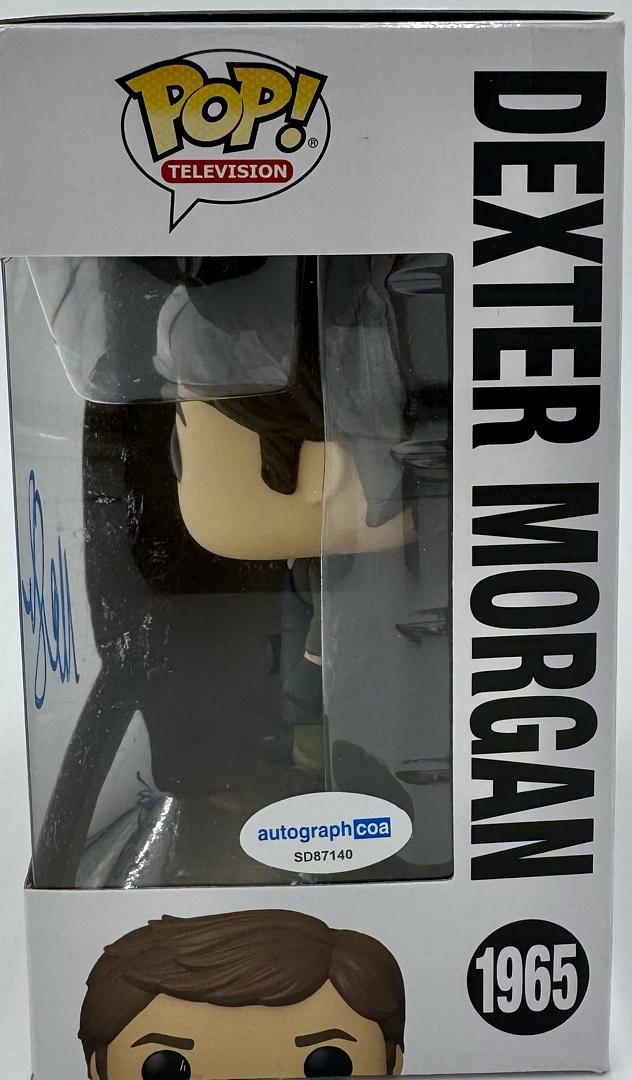 POP!®
TELEVISION
DEXTER MORGAN
autographcoa
SD87140
1965